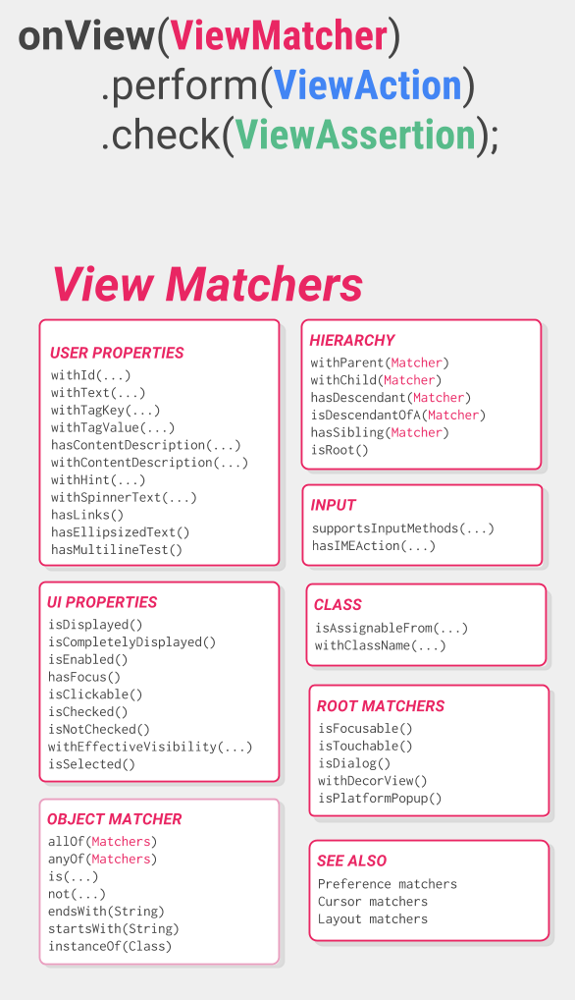 onView(ViewMatcher)
.perform(ViewAction)
.check(ViewAssertion);
View Matchers
USER PROPERTIES
withId(...)
withText(...)
withTagKey(...)
withTagValue(...)
hasContentDescription(...)
withContentDescription(...)
withHint(...)
withSpinnerText(...)
hasLinks()
hasEllipsizedText()
hasMultilineTest()
UI PROPERTIES
isDisplayed()
isCompletelyDisplayed()
isEnabled()
hasFocus()
isClickable()
isChecked()
isNotChecked()
withEffectiveVisibility(...)
isSelected()
OBJECT MATCHER
allOf(Matchers)
anyOf(Matchers)
is(...)
not(...)
endsWith(String)
startsWith(String)
instanceOf(Class)
HIERARCHY
withParent(Matcher)
withChild(Matcher)
hasDescendant(Matcher)
isDescendantOfA(Matcher)
hasSibling(Matcher)
isRoot()
INPUT
supportsInputMethods(...)
hasIMEAction(...)
CLASS
isAssignableFrom(...)
withClassName(...)
ROOT MATCHERS
isFocusable()
isTouchable()
isDialog()
withDecorView()
isPlatformPopup()
SEE ALSO
Preference matchers
Cursor matchers
Layout matchers